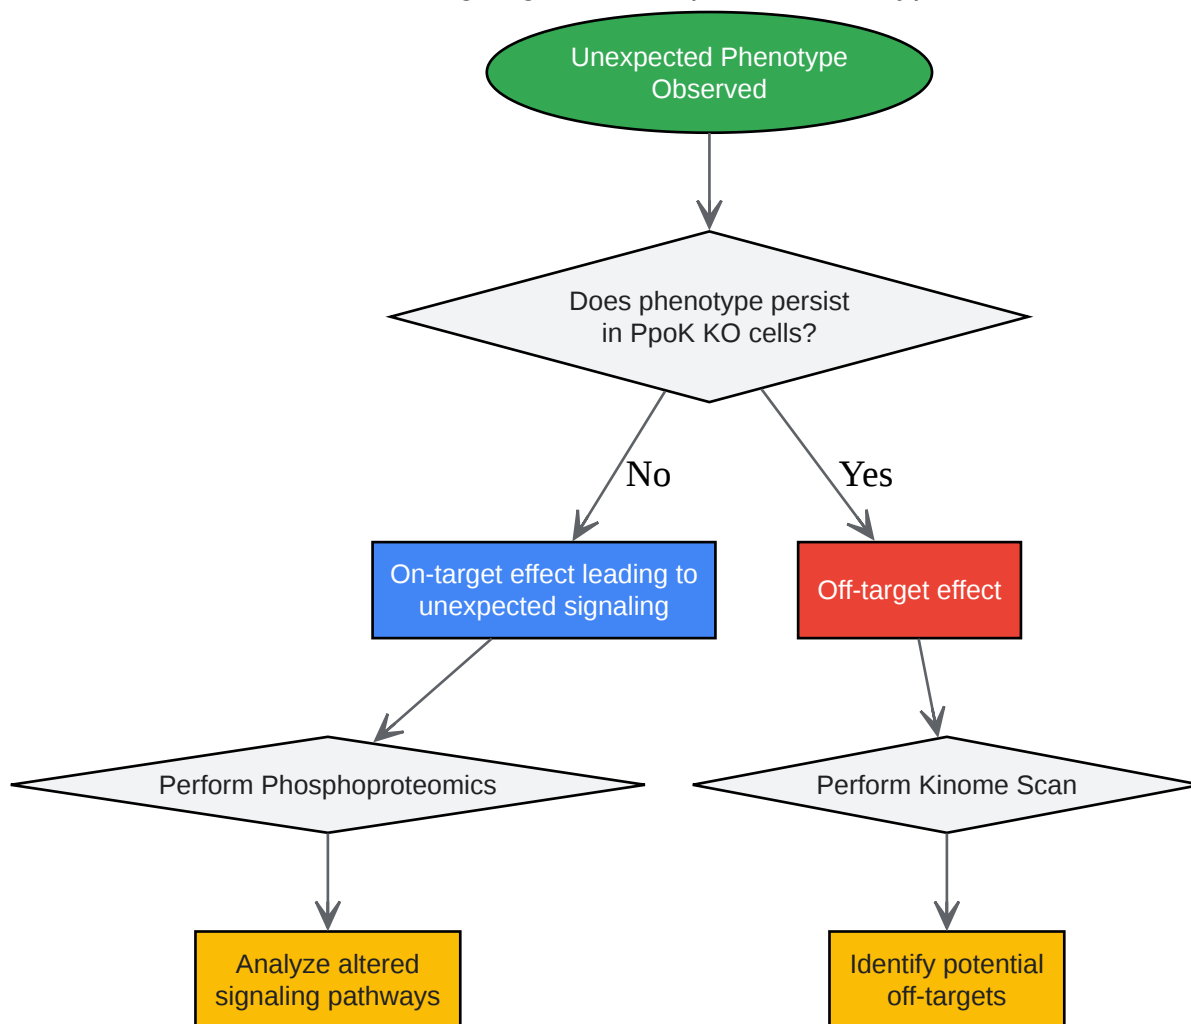 Unexpected Phenotype
Observed
Does phenotype persist
in PpoK KO cells?
No
Yes
On-target effect leading to
unexpected signaling
Off-target effect
Perform Phosphoproteomics
Perform Kinome Scan
Analyze altered
signaling pathways
Identify potential
off-targets